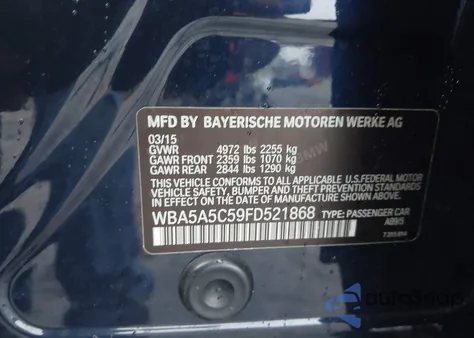 MFD BY BAYERISCHE MOTOREN WERKE AG
03/15
GVWR 4972 lbs 2255 kg
GAWR FRONT 2359 lbs 1070 kg
GAWR REAR 2844 lbs 1290 kg
BMW
THIS VEHICLE CONFORMS TO ALL APPLICABLE U.S.FEDERAL MOTOR
VEHICLE SAFETY, BUMPER, AND THEFT PREVENTION STANDARDS
IN EFFECT ON THE DATE OF MANUFACTURE SHOWN ABOVE.
WBA5A5C59FD521868 TYPE: PASSENGER CAR